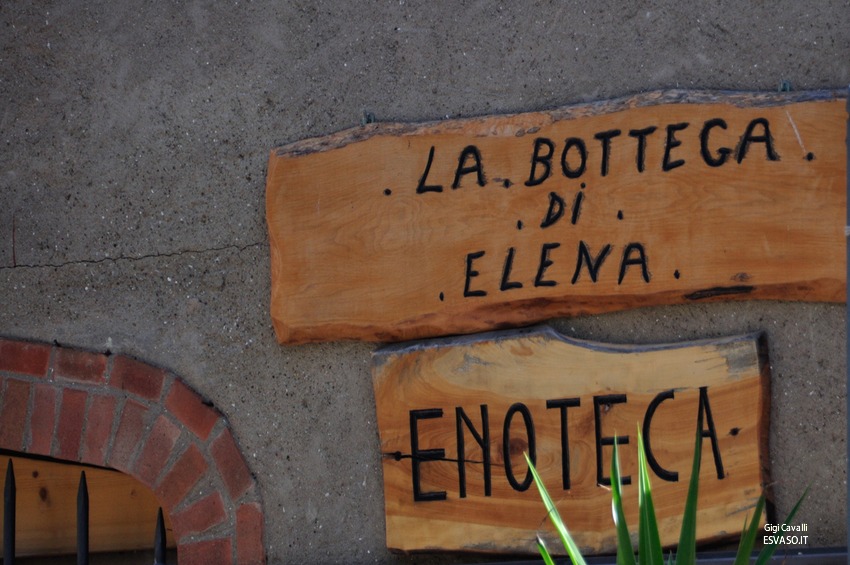 . LA . BOTTEGA .
. Di .
. ELENA .
ENOTECA
Gigi Cavalli
ESVASO.IT